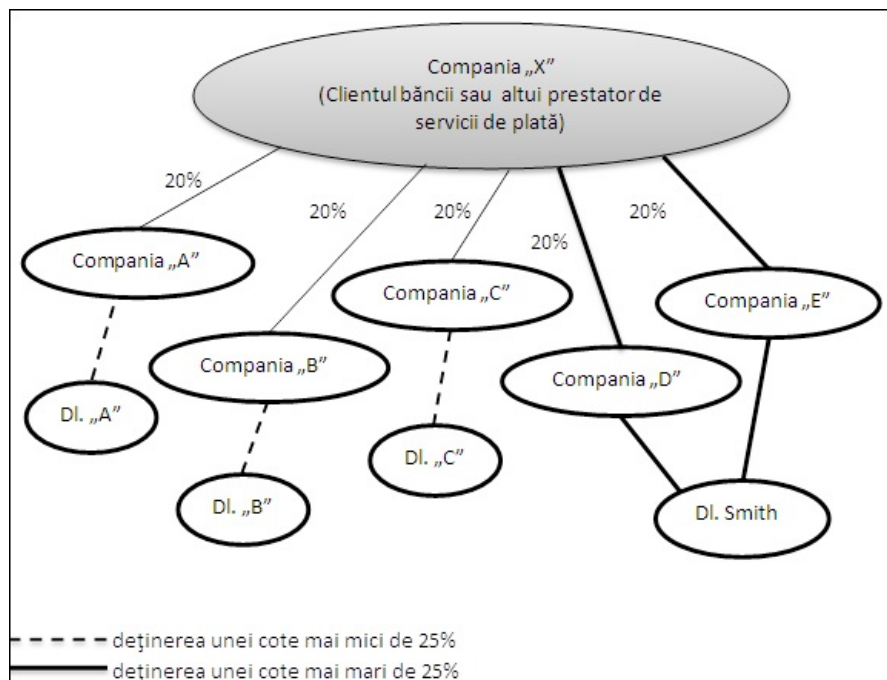 Compania „X”
(Clientul băncii sau altui prestator de
servicii de plată)
20%
20%
20%
20%
20%
Compania „A”
Compania „B”
Compania „C”
Compania „D”
Compania „E”
Dl. „A”
Dl. „B”
Dl. „C”
Dl. Smith
deţinerea unei cote mai mici de 25%
deţinerea unei cote mai mari de 25%